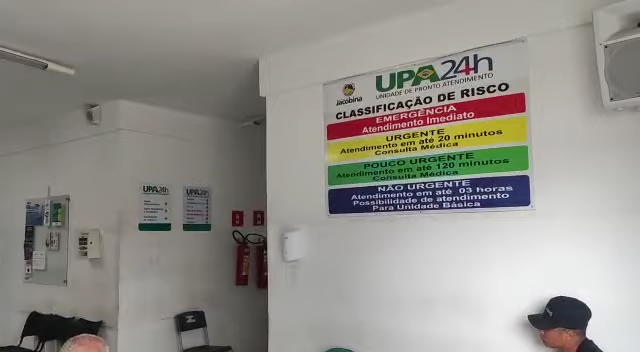 Jacobina
UPA24h
UNIDADE DE PRONTO ATENDIMENTO
CLASSIFICAÇÃO DE RISCO
EMERGÊNCIA
Atendimento Imediato
URGENTE
Atendimento em até 20 minutos
Consulta Médica
POUCO URGENTE
Atendimento em até 120 minutos
Consulta Médica
NÃO URGENTE
Atendimento em até 03 horas
Possibilidade de atendimento
Para Unidade Básica
UPA24h
UPA24h